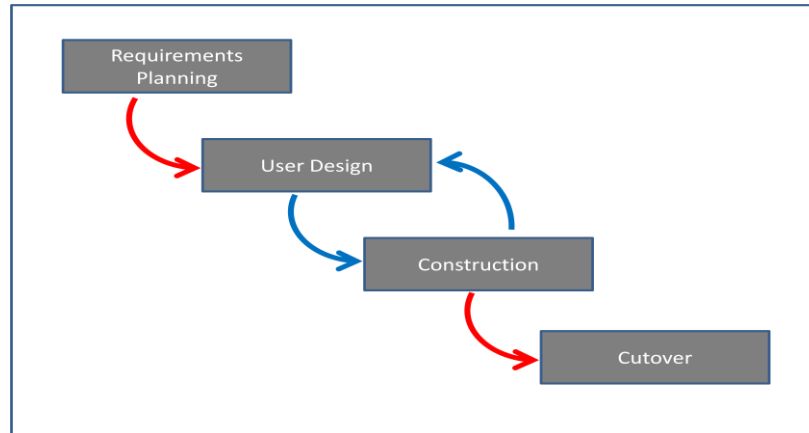 Requirements
Planning
User Design
Construction
Cutover